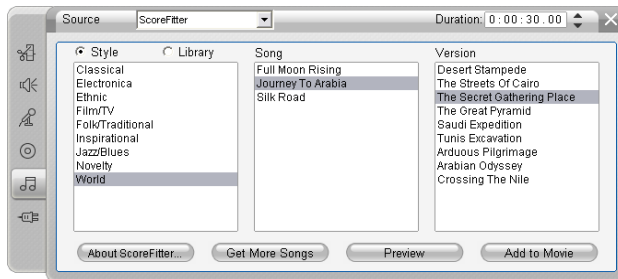 Source ScoreFitter Duration: 0:00:30.00
Style Library Song Version
Classical
Electronica
Ethnic
Film/TV
Folk/Traditional
Inspirational
Jazz/Blues
Novelty
World
Full Moon Rising
Journey To Arabia
Silk Road
Desert Stampede
The Streets Of Cairo
The Secret Gathering Place
The Great Pyramid
Saudi Expedition
Tunis Excavation
Arduous Pilgrimage
Arabian Odyssey
Crossing The Nile
About ScoreFitter... Get More Songs Preview Add to Movie